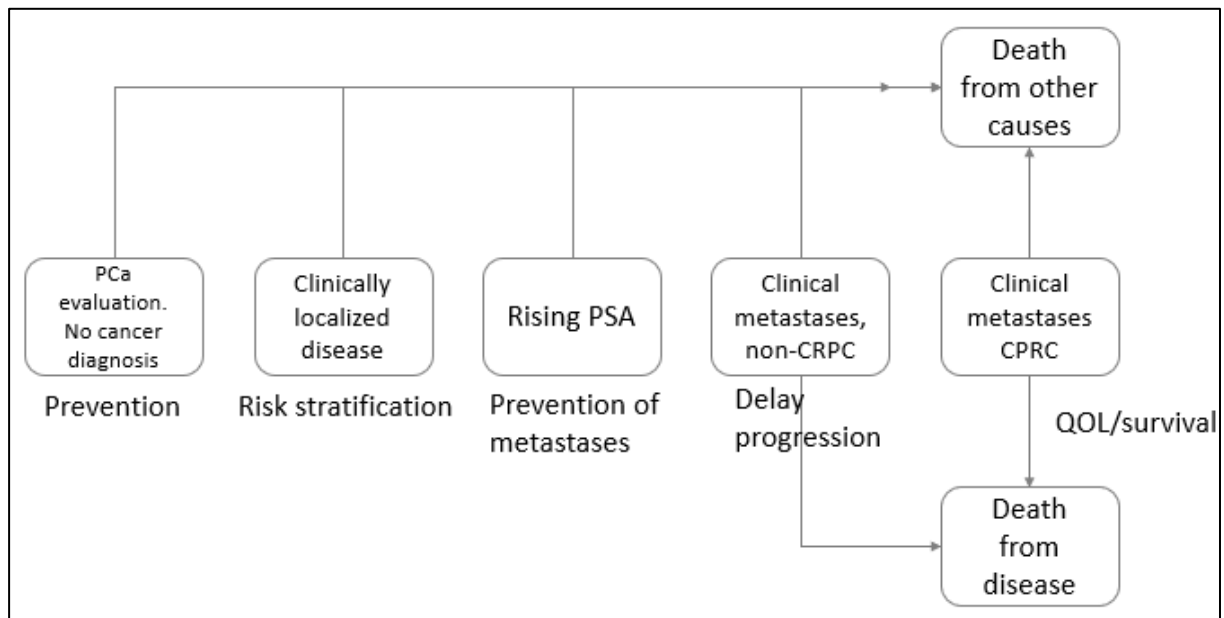 Death
from other
causes
PCa
evaluation.
No cancer
diagnosis
Clinically
localized
disease
Rising PSA
Clinical
metastases,
non-CRPC
Clinical
metastases
CPRC
Prevention
Risk stratification
Prevention of
metastases
Delay
progression
QOL/survival
Death
from
disease